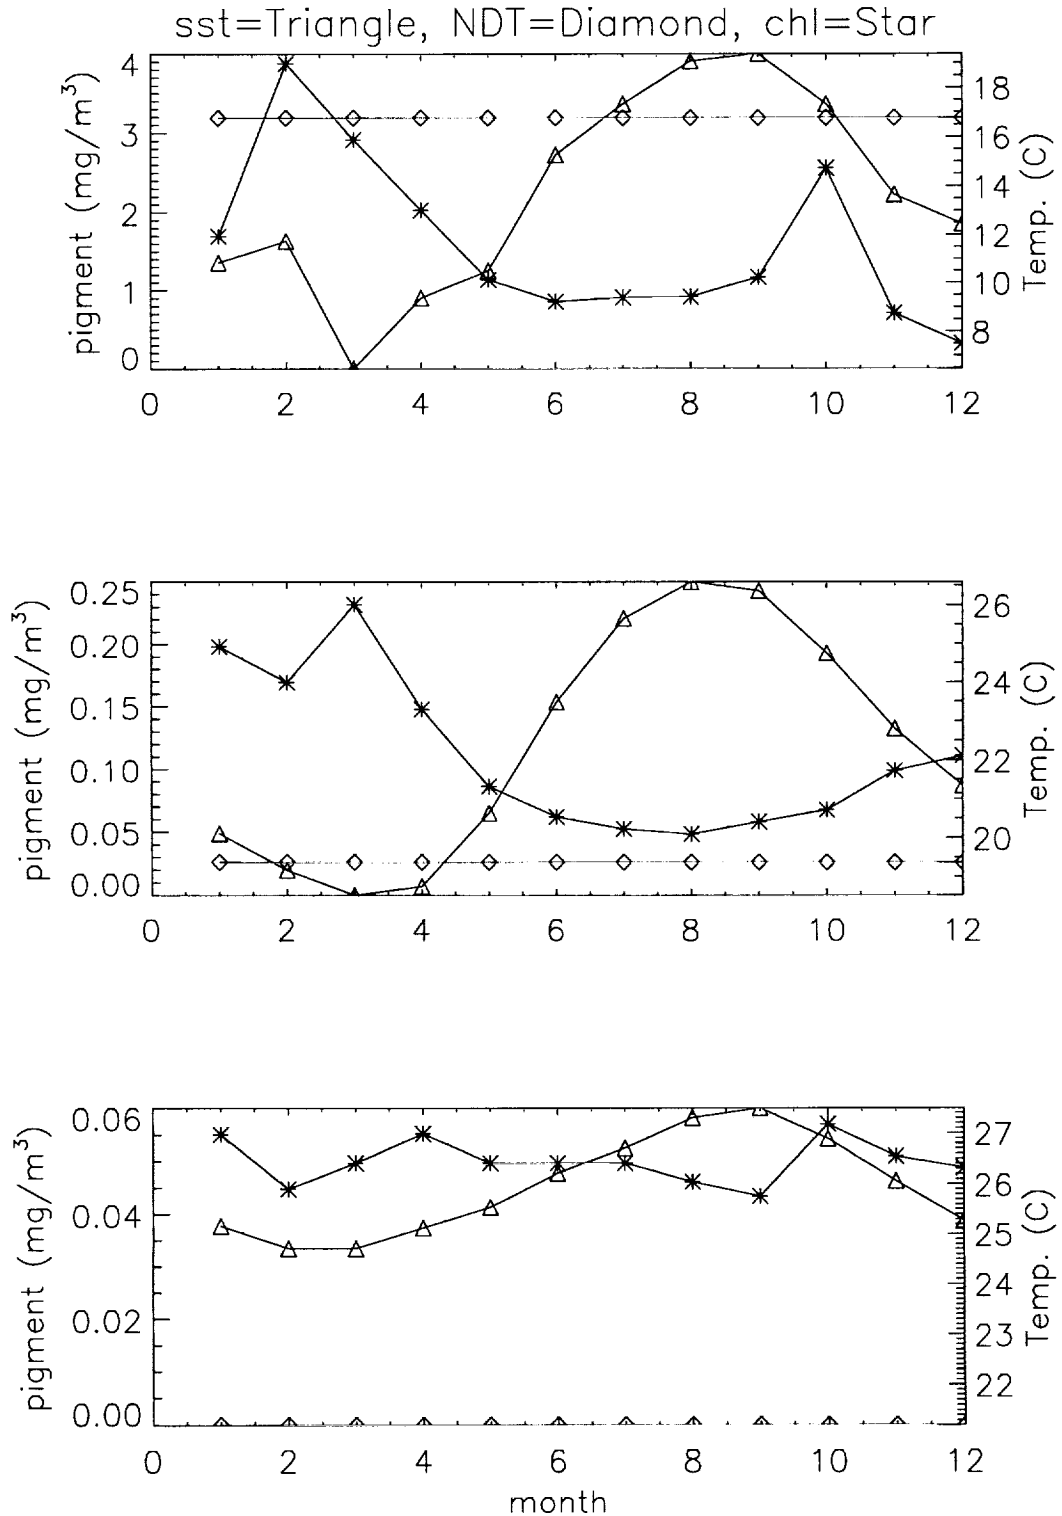 sst=Triangle, NDT=Diamond, chl=Star
pigment (mg/m³)
4
3
2
1
0
18
16
14
12
10
8
Temp. (C)
0 2 4 6 8 10 12
pigment (mg/m³)
0.25
0.20
0.15
0.10
0.05
0.00
26
24
22
20
Temp. (C)
0 2 4 6 8 10 12
pigment (mg/m³)
0.06
0.04
0.02
0.00
27
26
25
24
23
22
Temp. (C)
0 2 4 6 8 10 12
month